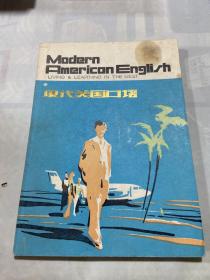 Modern
American English
LIVING & LEARNING IN THE WEST
现代美国口语